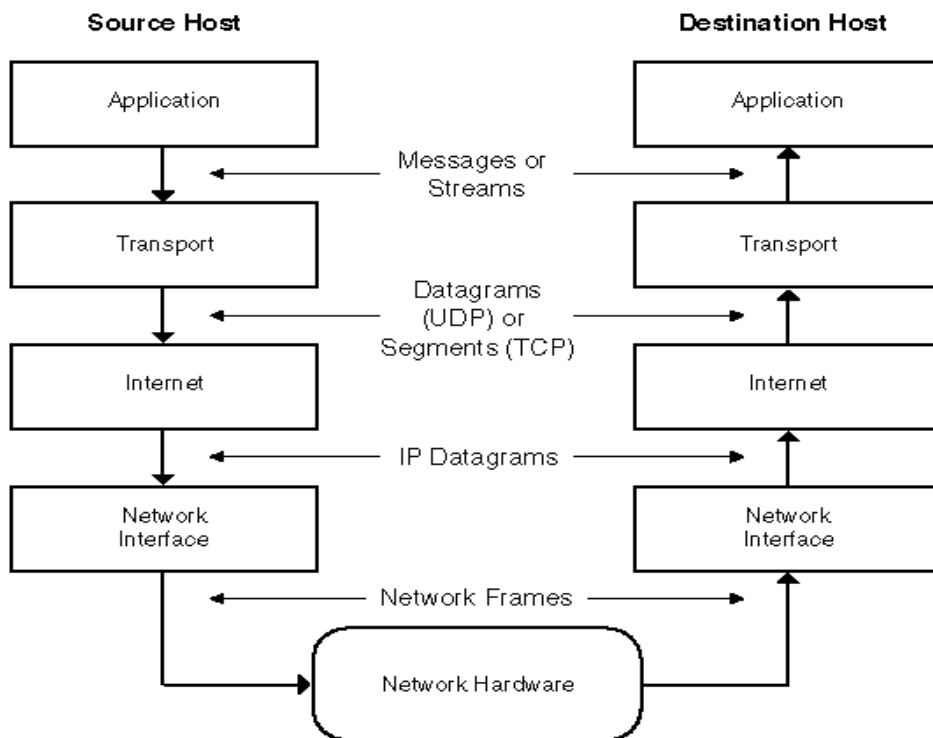 Source Host
Destination Host
Application
Application
Messages or
Streams
Transport
Transport
Datagrams
(UDP) or
Segments (TCP)
Internet
Internet
IP Datagrams
Network
Interface
Network
Interface
Network Frames
Network Hardware